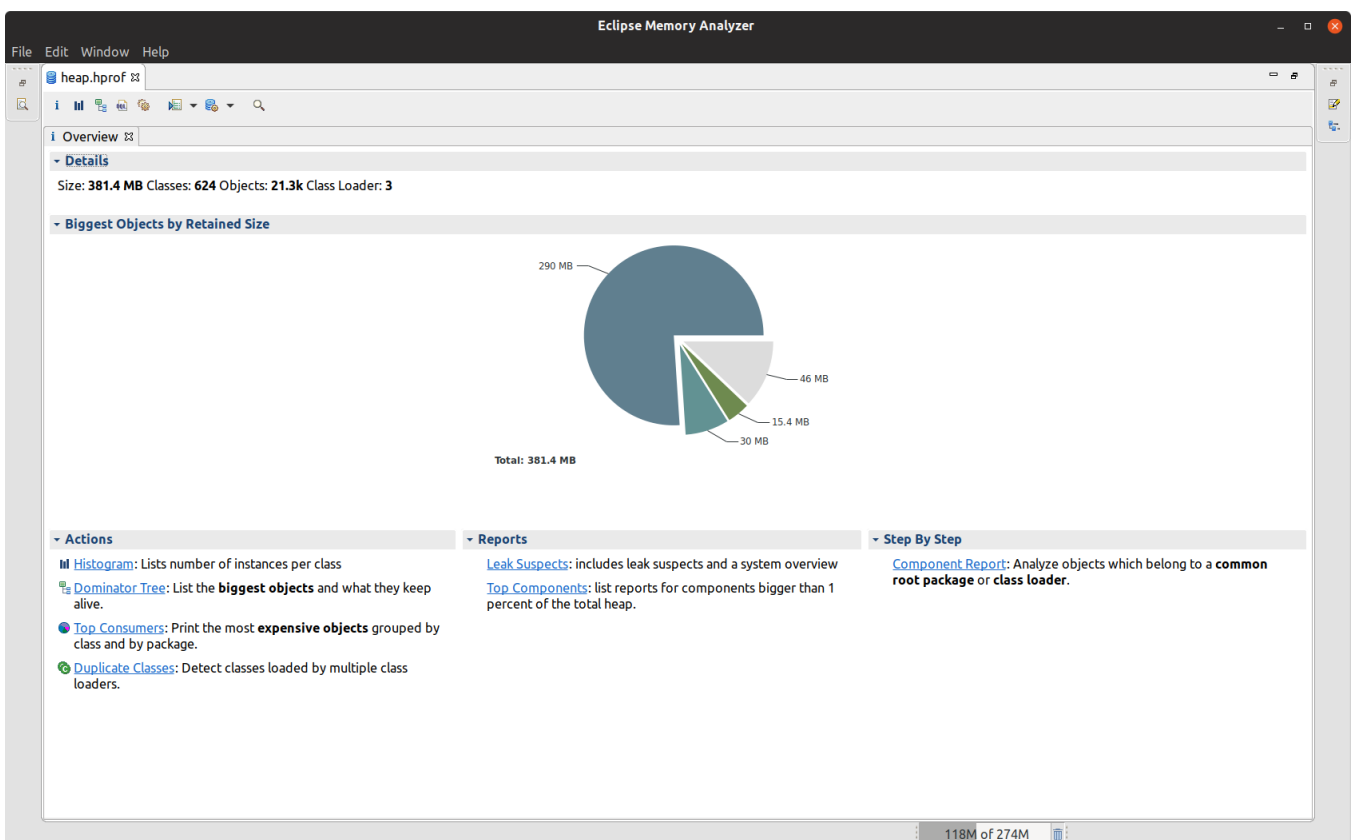 Eclipse Memory Analyzer
File Edit Window Help
heap.hprof
i Overview
Details
Size: 381.4 MB Classes: 624 Objects: 21.3k Class Loader: 3
Biggest Objects by Retained Size
290 MB
46 MB
15.4 MB
30 MB
Total: 381.4 MB
Actions
Histogram: Lists number of instances per class
Dominator Tree: List the biggest objects and what they keep
alive.
Top Consumers: Print the most expensive objects grouped by
class and by package.
Duplicate Classes: Detect classes loaded by multiple class
loaders.
Reports
Leak Suspects: includes leak suspects and a system overview
Top Components: list reports for components bigger than 1
percent of the total heap.
Step By Step
Component Report: Analyze objects which belong to a common
root package or class loader.
118M of 274M